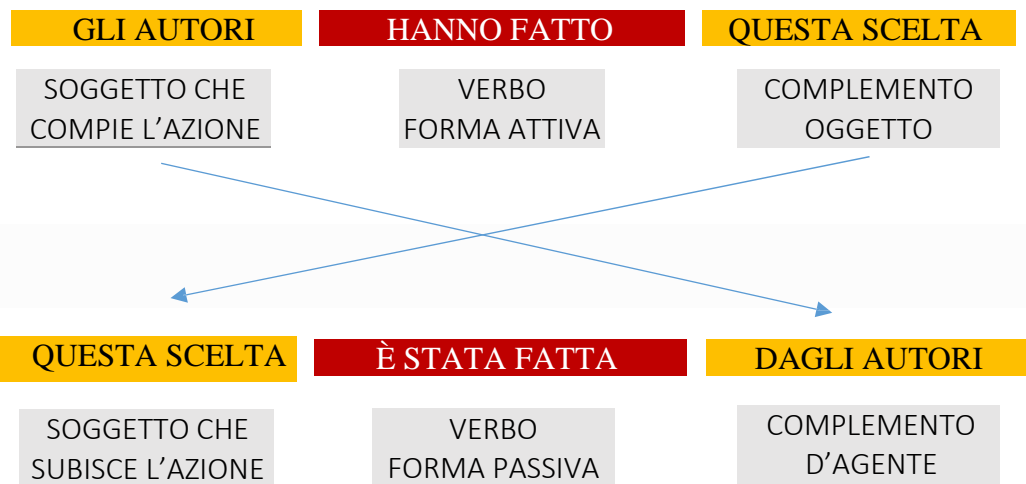 GLI AUTORI HANNO FATTO QUESTA SCELTA
SOGGETTO CHE
COMPIE L'AZIONE
VERBO
FORMA ATTIVA
COMPLEMENTO
OGGETTO
QUESTA SCELTA È STATA FATTA DAGLI AUTORI
SOGGETTO CHE
SUBISCE L'AZIONE
VERBO
FORMA PASSIVA
COMPLEMENTO
D'AGENTE